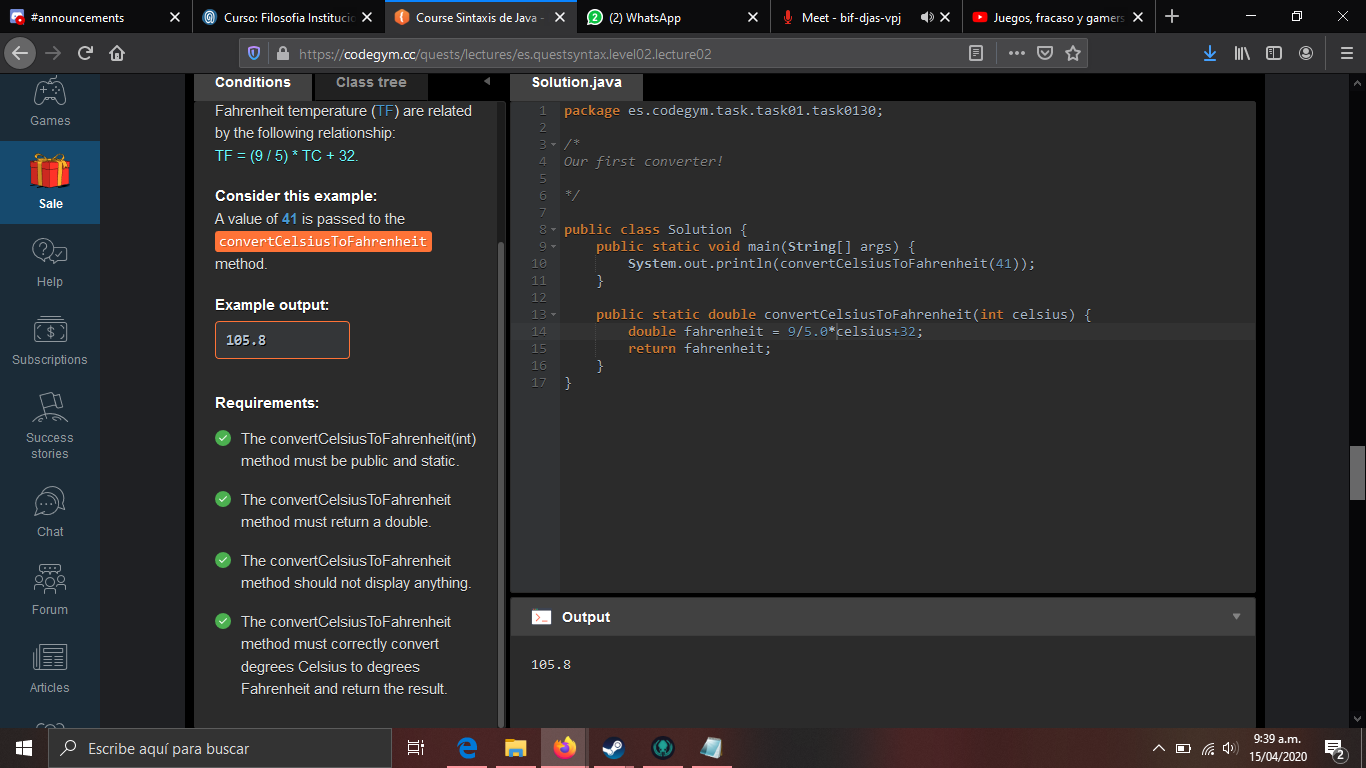 #announcements
Curso: Filosofia Instituci
Course Sintaxis de Java -
(2) WhatsApp
Meet - bif-djas-vpj
Juegos, fracaso y gamers
https://codegym.cc/quests/lectures/es.questsyntax.level02.lecture02
Games
Sale
Help
Subscriptions
Success
stories
Chat
Forum
Articles
Conditions
Class tree
Fahrenheit temperature (TF) are related
by the following relationship:
TF = (9 / 5) * TC + 32.
Consider this example:
A value of 41 is passed to the
convertCelsiusToFahrenheit
method.
Example output:
105.8
Requirements:
The convertCelsiusToFahrenheit(int)
method must be public and static.
The convertCelsiusToFahrenheit
method must return a double.
The convertCelsiusToFahrenheit
method should not display anything.
The convertCelsiusToFahrenheit
method must correctly convert
degrees Celsius to degrees
Fahrenheit and return the result.
Solution.java
1 package es.codegym.task.task01.task0130;
2
3 /*
4 Our first converter!
5
6 */
7
8 public class Solution {
9 public static void main(String[] args) {
10 System.out.println(convertCelsiusToFahrenheit(41));
11 }
12
13 public static double convertCelsiusToFahrenheit(int celsius) {
14 double fahrenheit = 9/5.0*celsius+32;
15 return fahrenheit;
16 }
17 }
Output
105.8
Escribe aquí para buscar
9:39 a.m.
15/04/2020
2